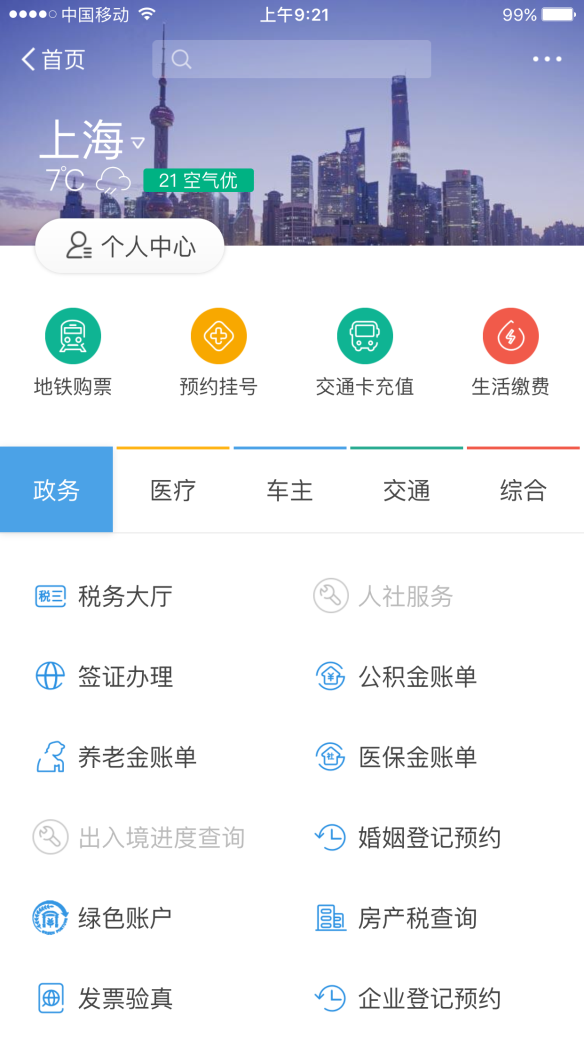 中国移动 上午9:21 99%
首页
上海
7℃ 21 空气优
个人中心
地铁购票 预约挂号 交通卡充值 生活缴费
政务 医疗 车主 交通 综合
税务大厅 人社服务
签证办理 公积金账单
养老金账单 医保金账单
出入境进度查询 婚姻登记预约
绿色账户 房产税查询
发票验真 企业登记预约